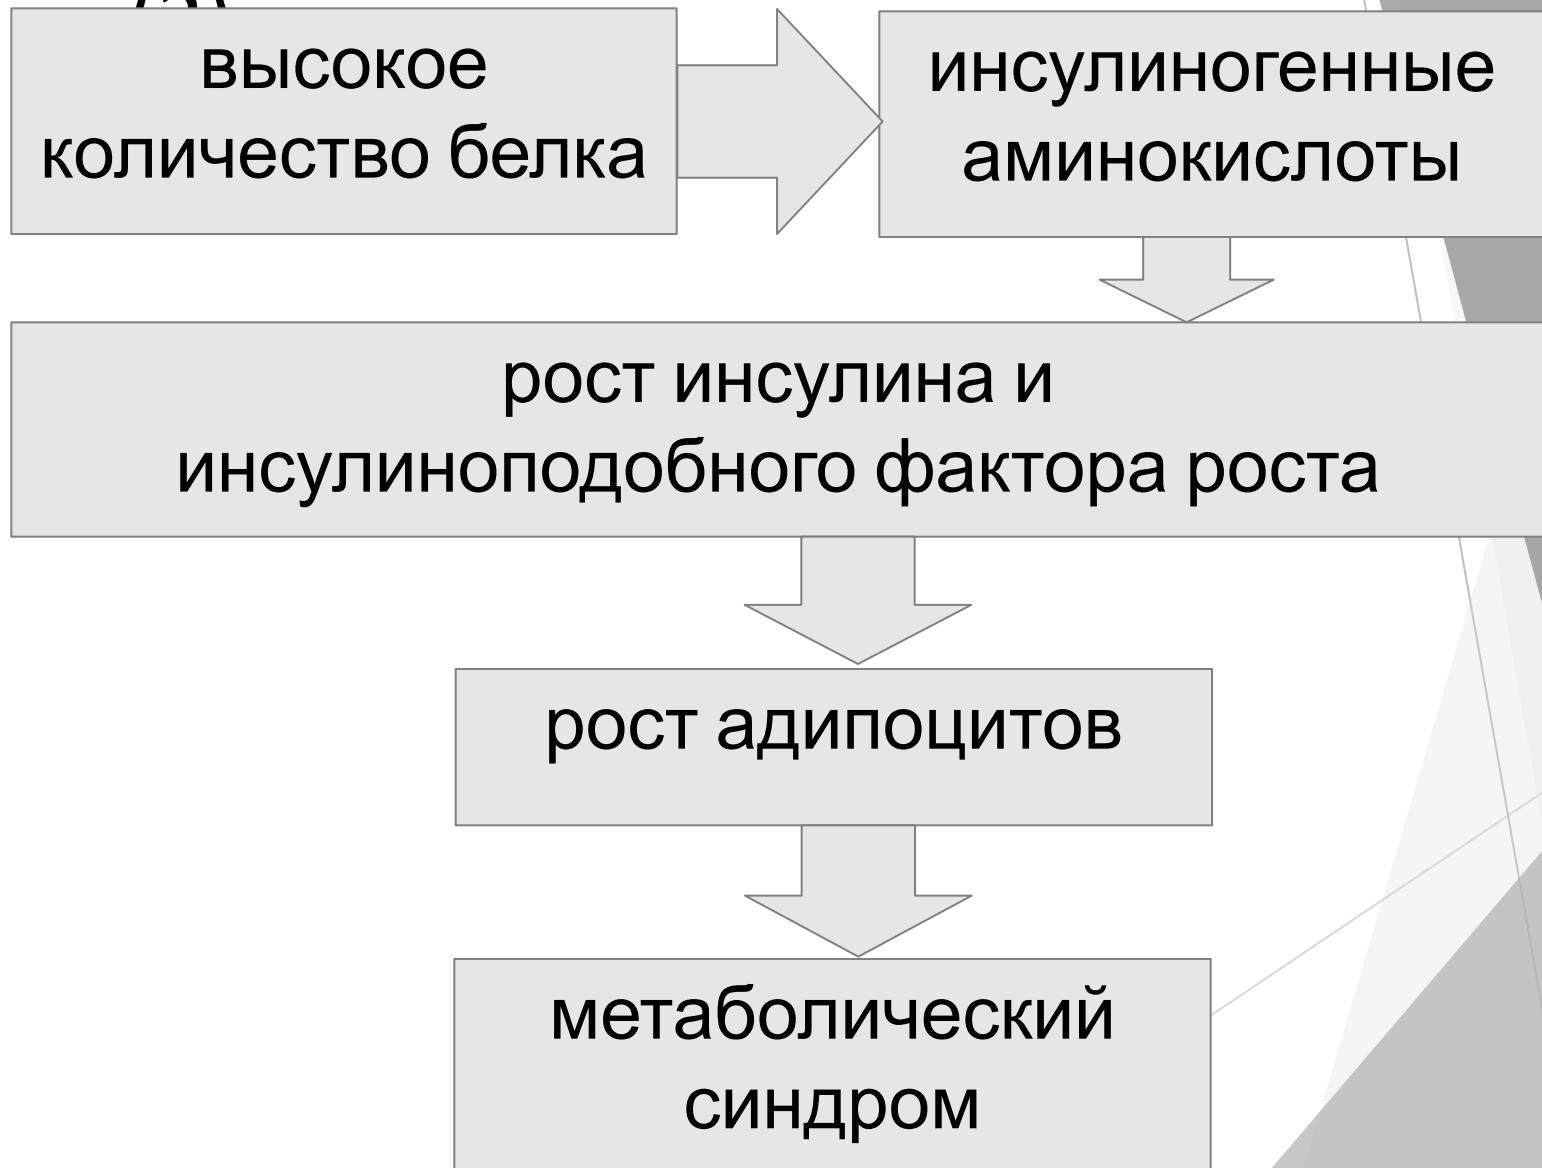 высокое
количество белка
инсулиногенные
аминокислоты
рост инсулина и
инсулиноподобного фактора роста
рост адипоцитов
метаболический
синдром